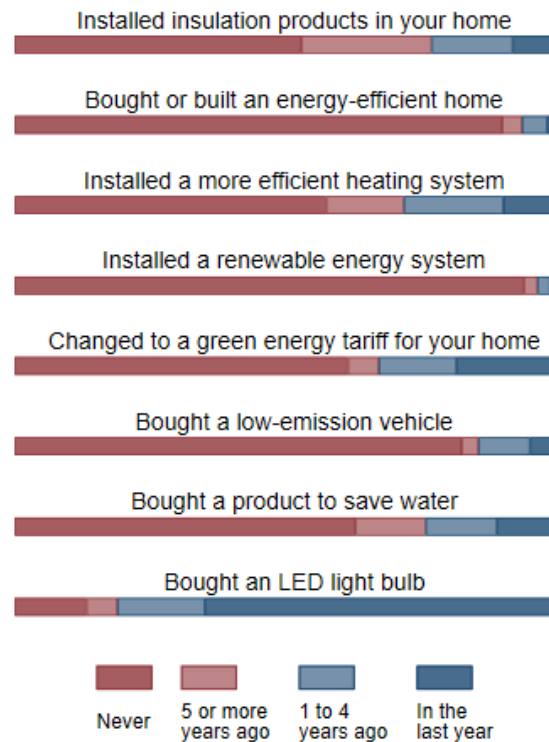 Installed insulation products in your home
Bought or built an energy-efficient home
Installed a more efficient heating system
Installed a renewable energy system
Changed to a green energy tariff for your home
Bought a low-emission vehicle
Bought a product to save water
Bought an LED light bulb
Never
5 or more
years ago
1 to 4
years ago
In the
last year